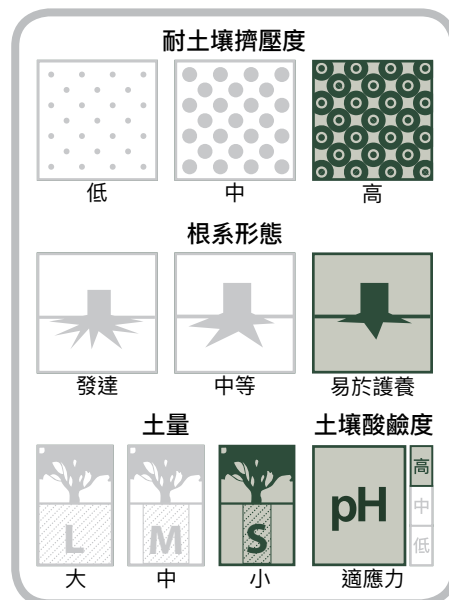 耐土壤擠壓度
低 中 高
根系形態
發達 中等 易於護養
土量 土壤酸鹼度
L M S pH 高
中
低
大 中 小 適應力